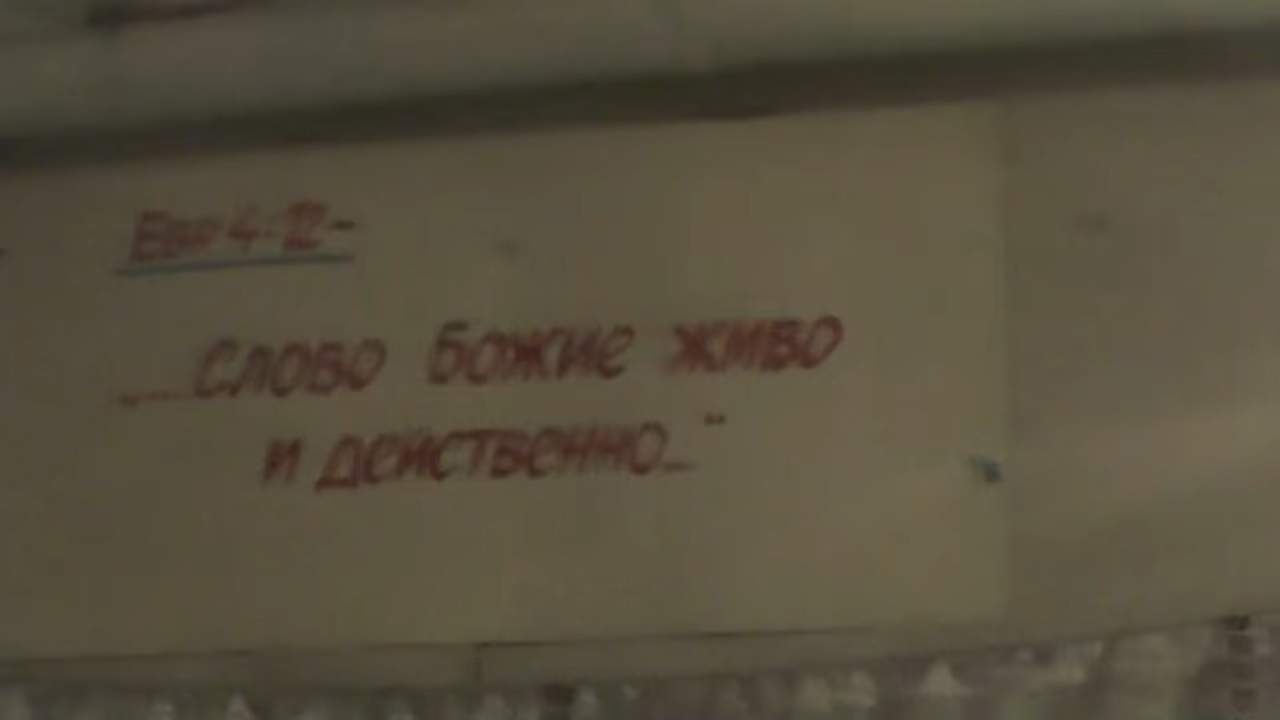 Евр 4:12-
„...Слово Божие живо
и действенно..."